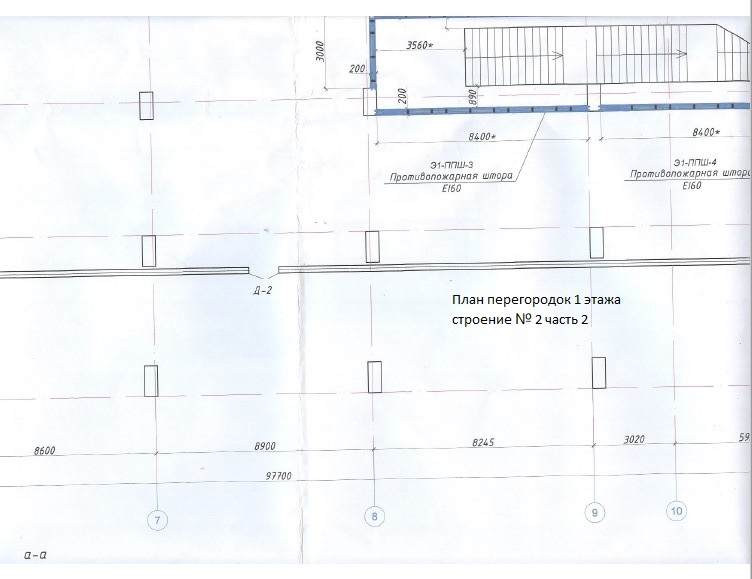 3000
3560*
200
200
890
8400*
8400*
Э1-ППШ-3
Противопожарная штора
EI60
Э1-ППШ-4
Противопожарная штора
EI60
Д-2
План перегородок 1 этажа
строение № 2 часть 2
8600
8900
8245
3020
97700
7
8
9
10
а-а